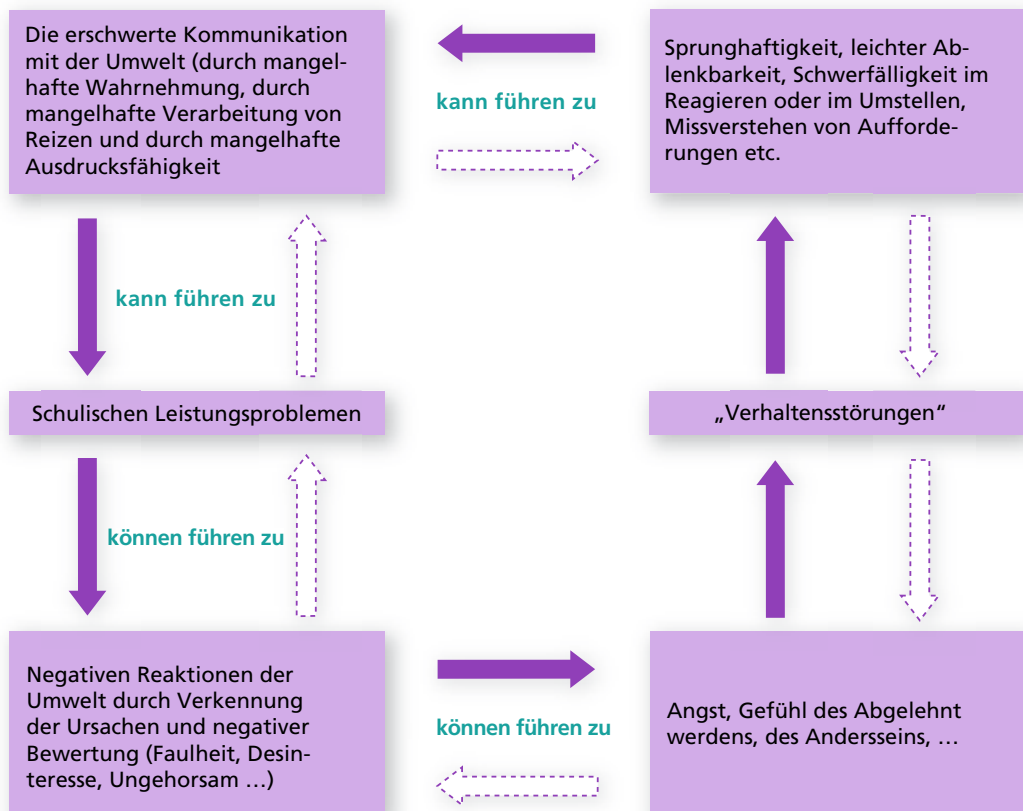 Die erschwerte Kommunikation
mit der Umwelt (durch mangel-
hafte Wahrnehmung, durch
mangelhafte Verarbeitung von
Reizen und durch mangelhafte
Ausdrucksfähigkeit
kann führen zu
Sprunghaftigkeit, leichter Ab-
lenkbarkeit, Schwerfälligkeit im
Reagieren oder im Umstellen,
Missverstehen von Aufforde-
rungen etc.
kann führen zu
Schulischen Leistungsproblemen
„Verhaltensstörungen“
können führen zu
Negativen Reaktionen der
Umwelt durch Verkennung
der Ursachen und negativer
Bewertung (Faulheit, Desin-
teresse, Ungehorsam …)
können führen zu
Angst, Gefühl des Abgelehnt
werdens, des Andersseins, …